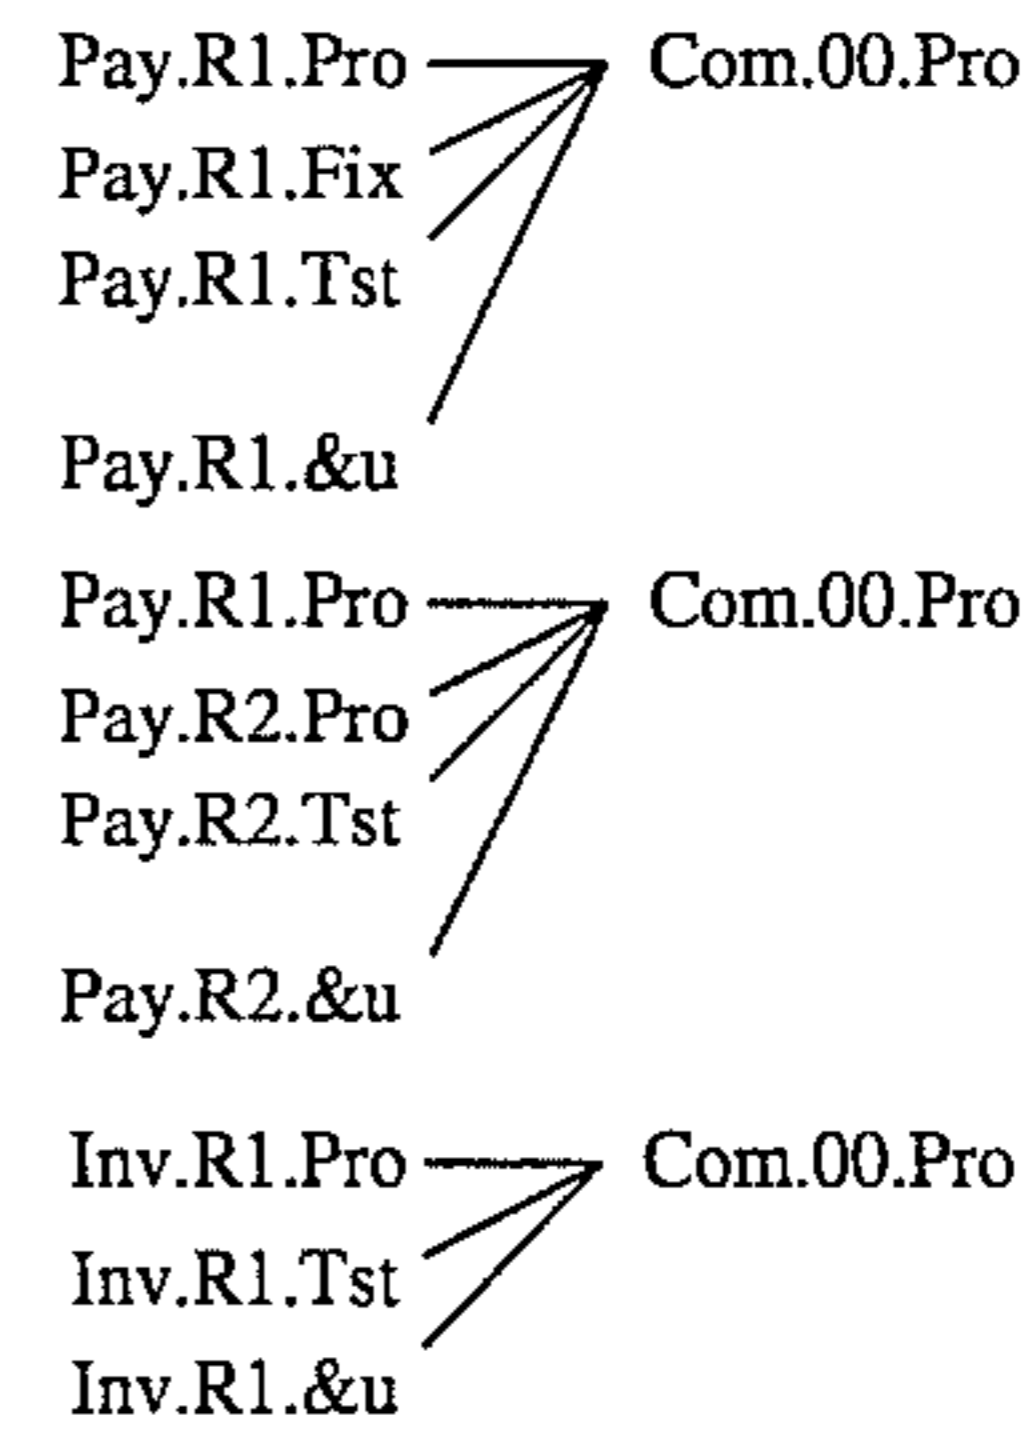 Pay.R1.Pro Com.00.Pro
Pay.R1.Fix
Pay.R1.Tst
Pay.R1.&u
Pay.R1.Pro Com.00.Pro
Pay.R2.Pro
Pay.R2.Tst
Pay.R2.&u
Inv.R1.Pro Com.00.Pro
Inv.R1.Tst
Inv.R1.&u